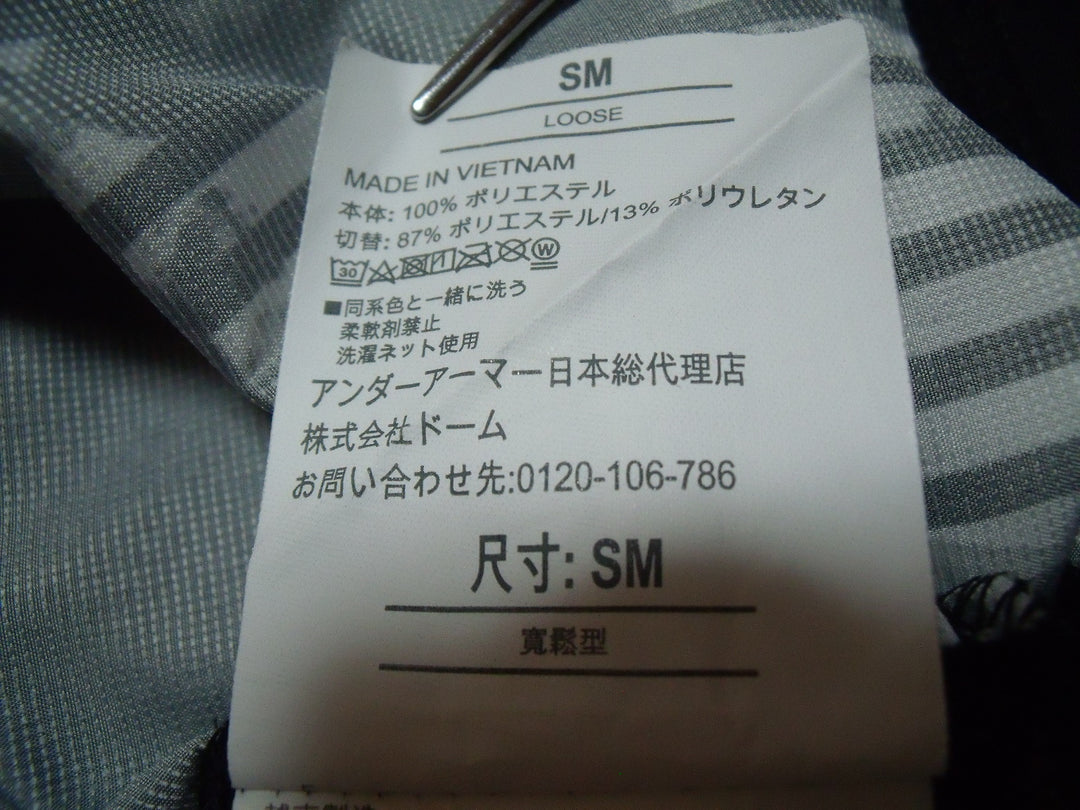 SM
LOOSE
MADE IN VIETNAM
本体: 100% ポリエステル
切替: 87% ポリエステル/13% ポリウレタン
30 W
■同系色と一緒に洗う
柔軟剤禁止
洗濯ネット使用
アンダーアーマー日本総代理店
株式会社ドーム
お問い合わせ先:0120-106-786
尺寸: SM
寬鬆型